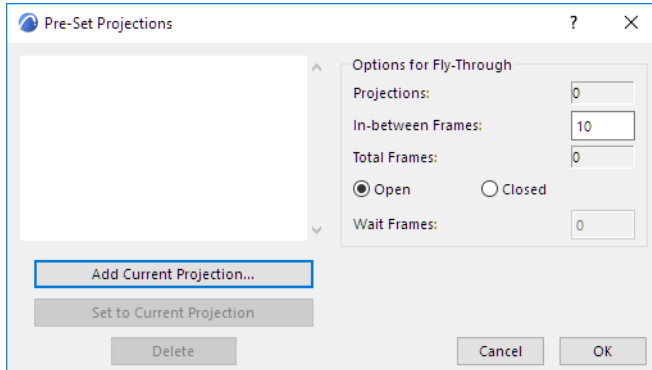 Pre-Set Projections ?
Options for Fly-Through
Projections: 0
In-between Frames: 10
Total Frames: 0
Open Closed
Wait Frames: 0
Add Current Projection...
Set to Current Projection
Delete Cancel OK